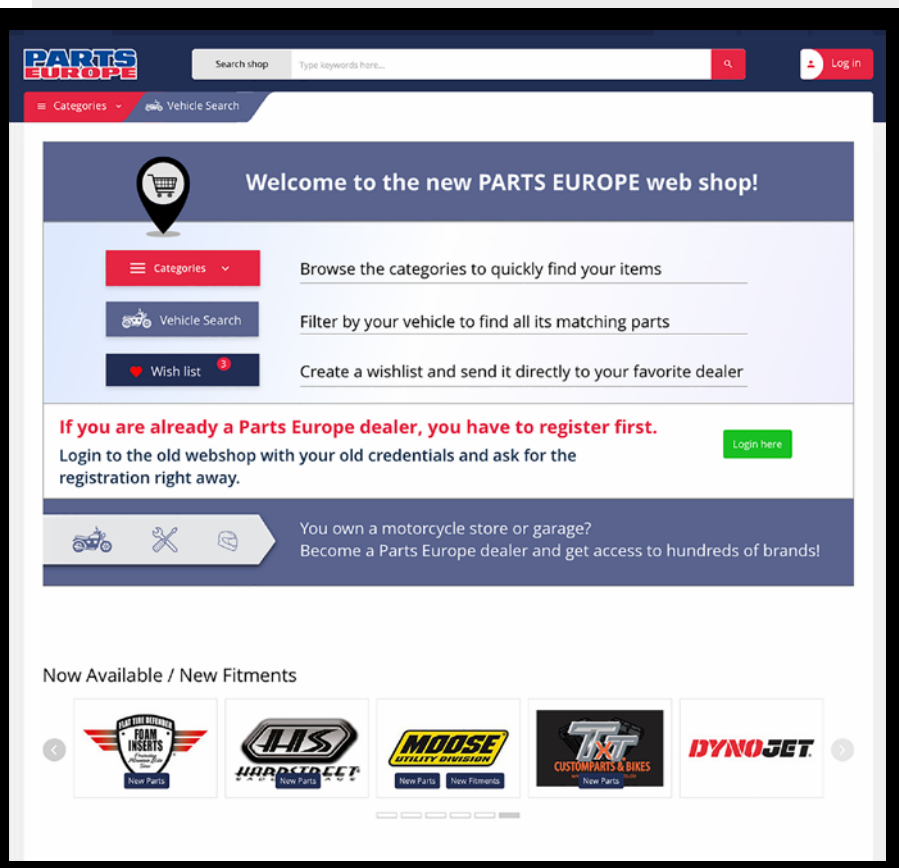 PARTS
EUROPE
Search shop
Type keywords here...
Log in
Categories
Vehicle Search
Welcome to the new PARTS EUROPE web shop!
Categories
Browse the categories to quickly find your items
Vehicle Search
Filter by your vehicle to find all its matching parts
Wish list
3
Create a wishlist and send it directly to your favorite dealer
If you are already a Parts Europe dealer, you have to register first.
Login to the old webshop with your old credentials and ask for the
registration right away.
Login here
You own a motorcycle store or garage?
Become a Parts Europe dealer and get access to hundreds of brands!
Now Available / New Fitments
FLAT TIRE DEFENDER
FOAM
INSERTS
New Parts
HS
HARDSTREET
New Parts
MOOSE
UTILITY DIVISION
New Parts
New Fitments
TXT
CUSTOMPARTS & BIKES
New Parts
DYNOJET